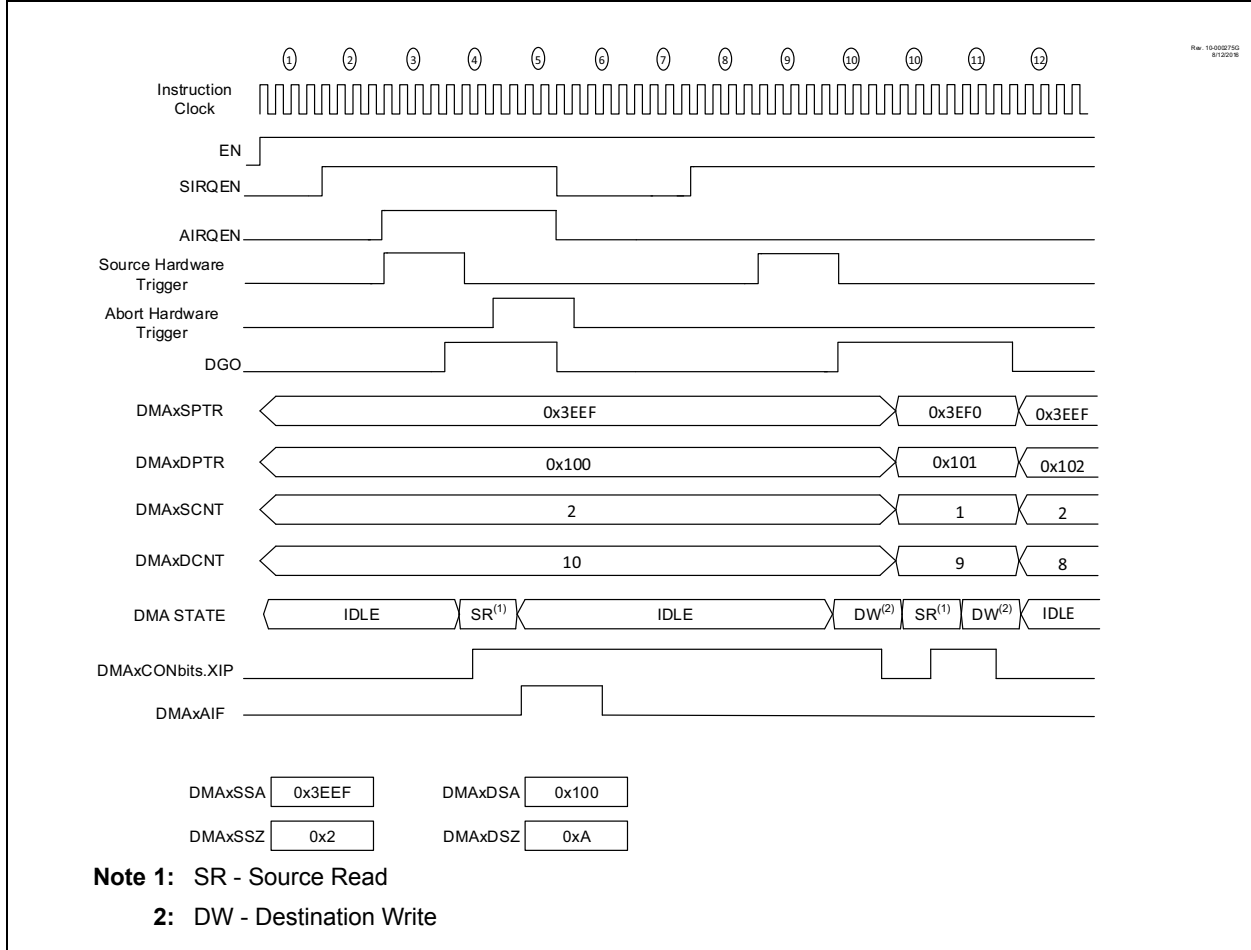 Rev. 10-000275G
8/12/2016
1 2 3 4 5 6 7 8 9 10 10 11 12
Instruction
Clock
EN
SIRQEN
AIRQEN
Source Hardware
Trigger
Abort Hardware
Trigger
DGO
DMAxSPTR 0x3EEF 0x3EF0 0x3EEF
DMAxDPTR 0x100 0x101 0x102
DMAxSCNT 2 1 2
DMAxDCNT 10 9 8
DMA STATE IDLE SR(1) IDLE DW(2) SR(1) DW(2) IDLE
DMAxCONbits.XIP
DMAxAIF
DMAxSSA 0x3EEF DMAxDSA 0x100
DMAxSSZ 0x2 DMAxDSZ 0xA
Note 1: SR - Source Read
2: DW - Destination Write